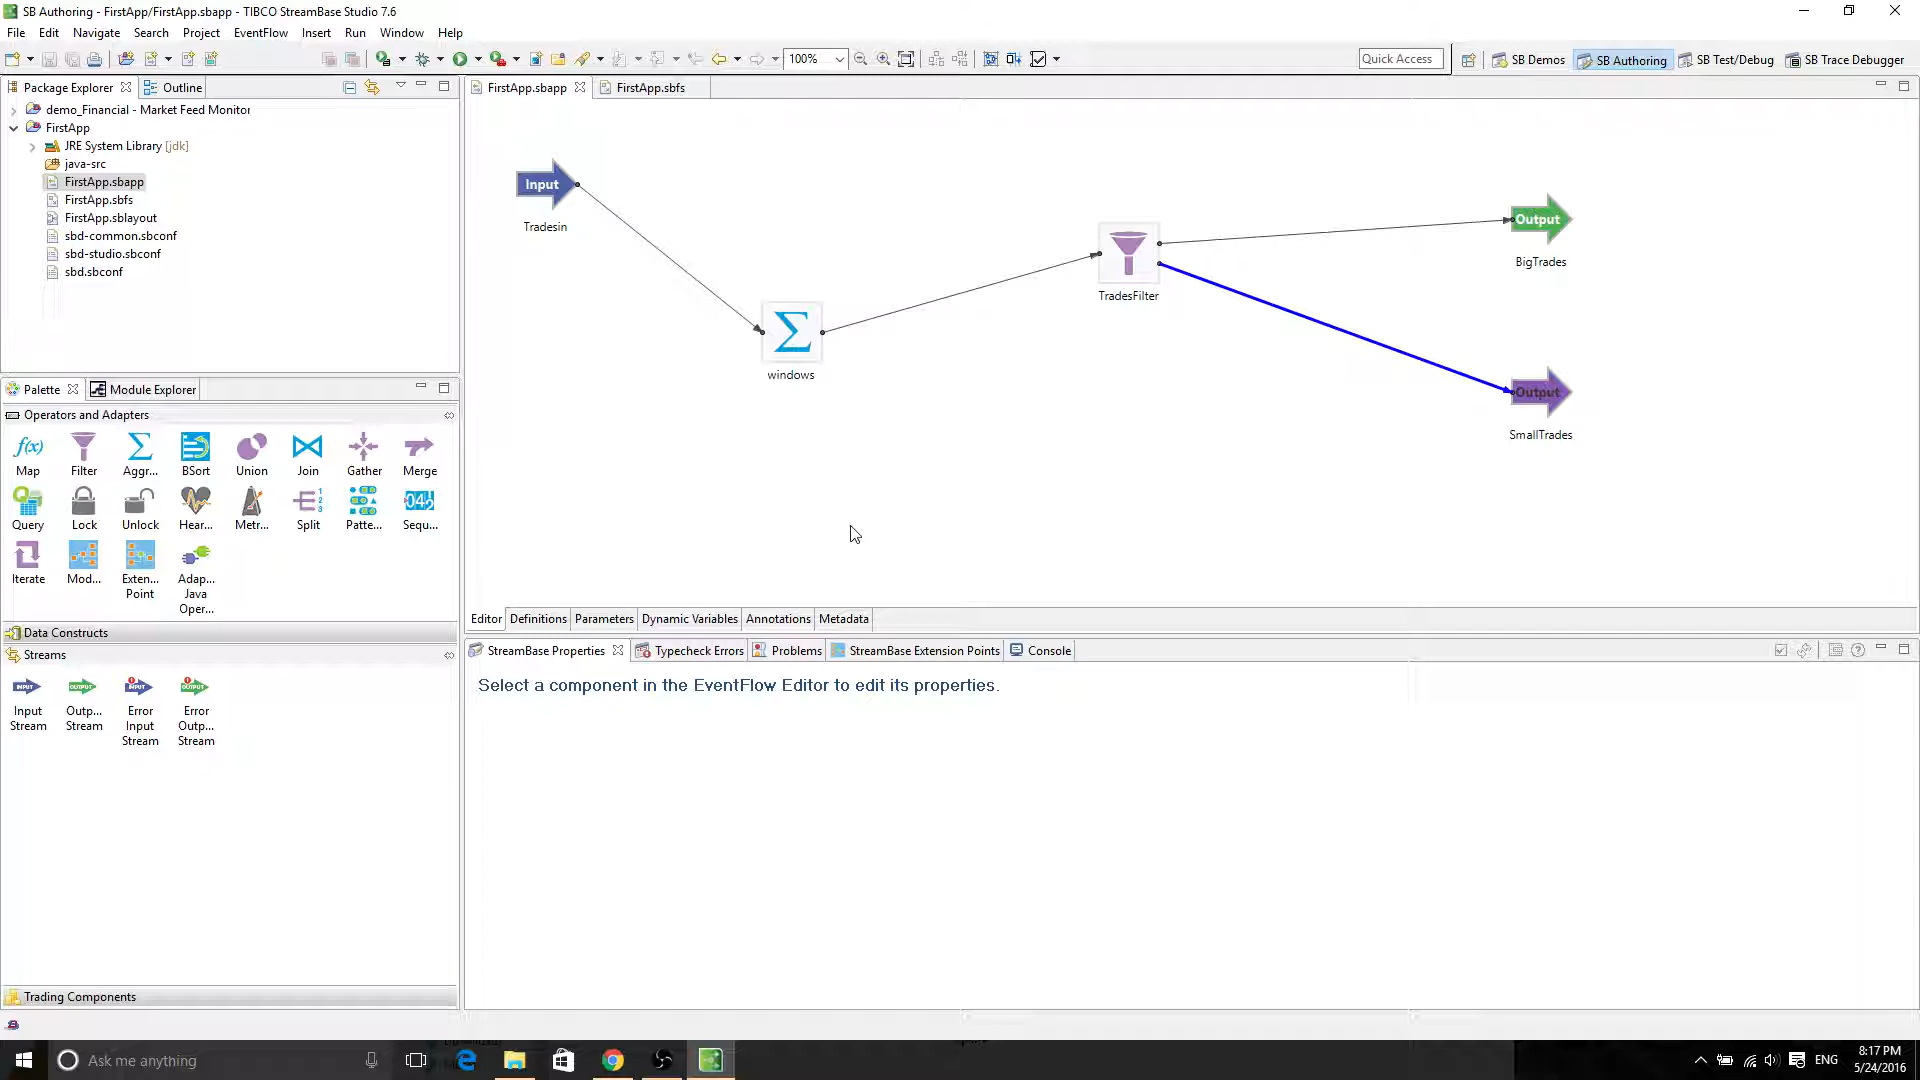 SB Authoring - FirstApp/FirstApp.sbapp - TIBCO StreamBase Studio 7.6
File Edit Navigate Search Project EventFlow Insert Run Window Help
100% Quick Access SB Demos SB Authoring SB Test/Debug SB Trace Debugger
Package Explorer Outline
demo_Financial - Market Feed Monitor
FirstApp
JRE System Library [jdk]
java-src
FirstApp.sbapp
FirstApp.sbfs
FirstApp.sblayout
sbd-common.sbconf
sbd-studio.sbconf
sbd.sbconf
Palette Module Explorer
Operators and Adapters
Map Filter Aggr... BSort Union Join Gather Merge
Query Lock Unlock Hear... Metr... Split Patte... Sequ...
Iterate Mod... Exten... Point Adap... Java Oper...
Data Constructs
Streams
INPUT OUTPUT INPUT OUTPUT
Input Stream Outp... Stream Error Input Stream Error Outp... Stream
Trading Components
FirstApp.sbapp FirstApp.sbfs
Input
Tradesin
windows
TradesFilter
Output
BigTrades
Output
SmallTrades
Editor Definitions Parameters Dynamic Variables Annotations Metadata
StreamBase Properties Typecheck Errors Problems StreamBase Extension Points Console
Select a component in the EventFlow Editor to edit its properties.
Ask me anything
ENG
8:17 PM
5/24/2016